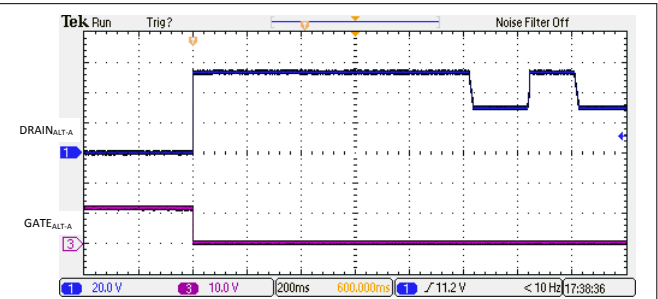 Tek Run Trig? Noise Filter Off
T
T
DRAINALT-A
1
GATEALT-A
3
1 20.0 V 3 10.0 V 200ms 600.000ms 1 11.2 V < 10 Hz 17:38:36